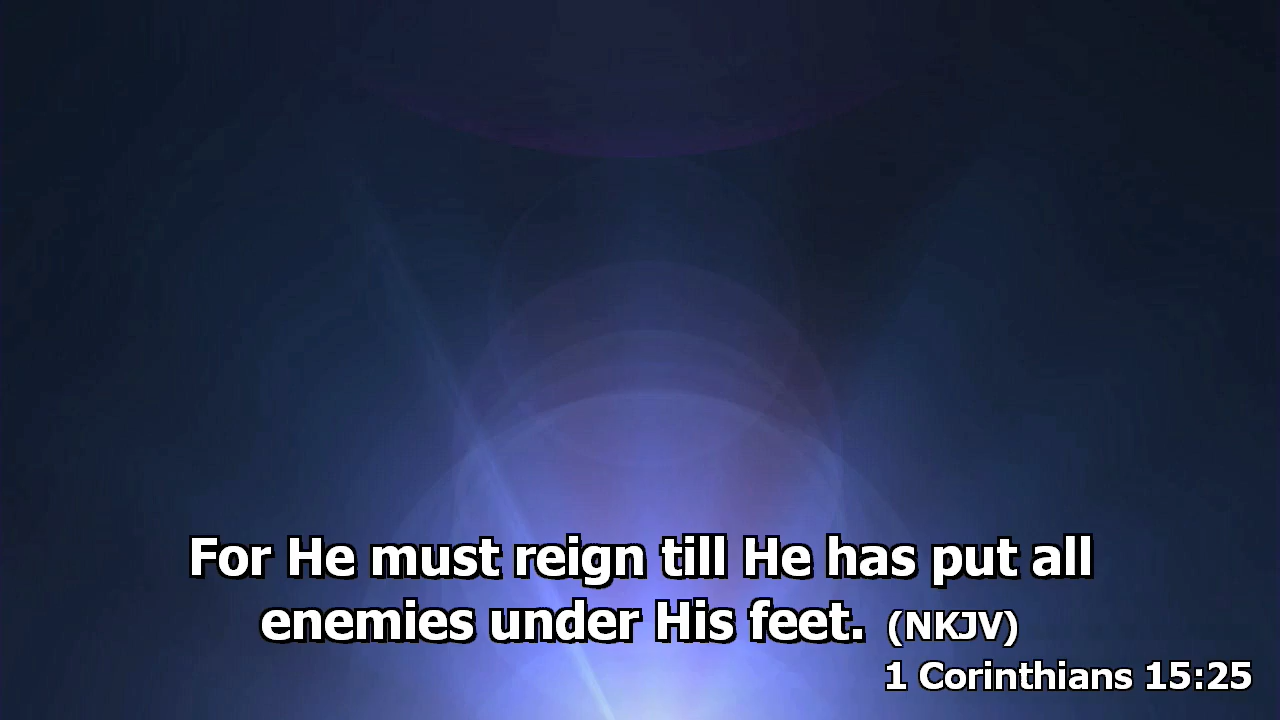 For He must reign till He has put all
enemies under His feet. (NKJV)
1 Corinthians 15:25